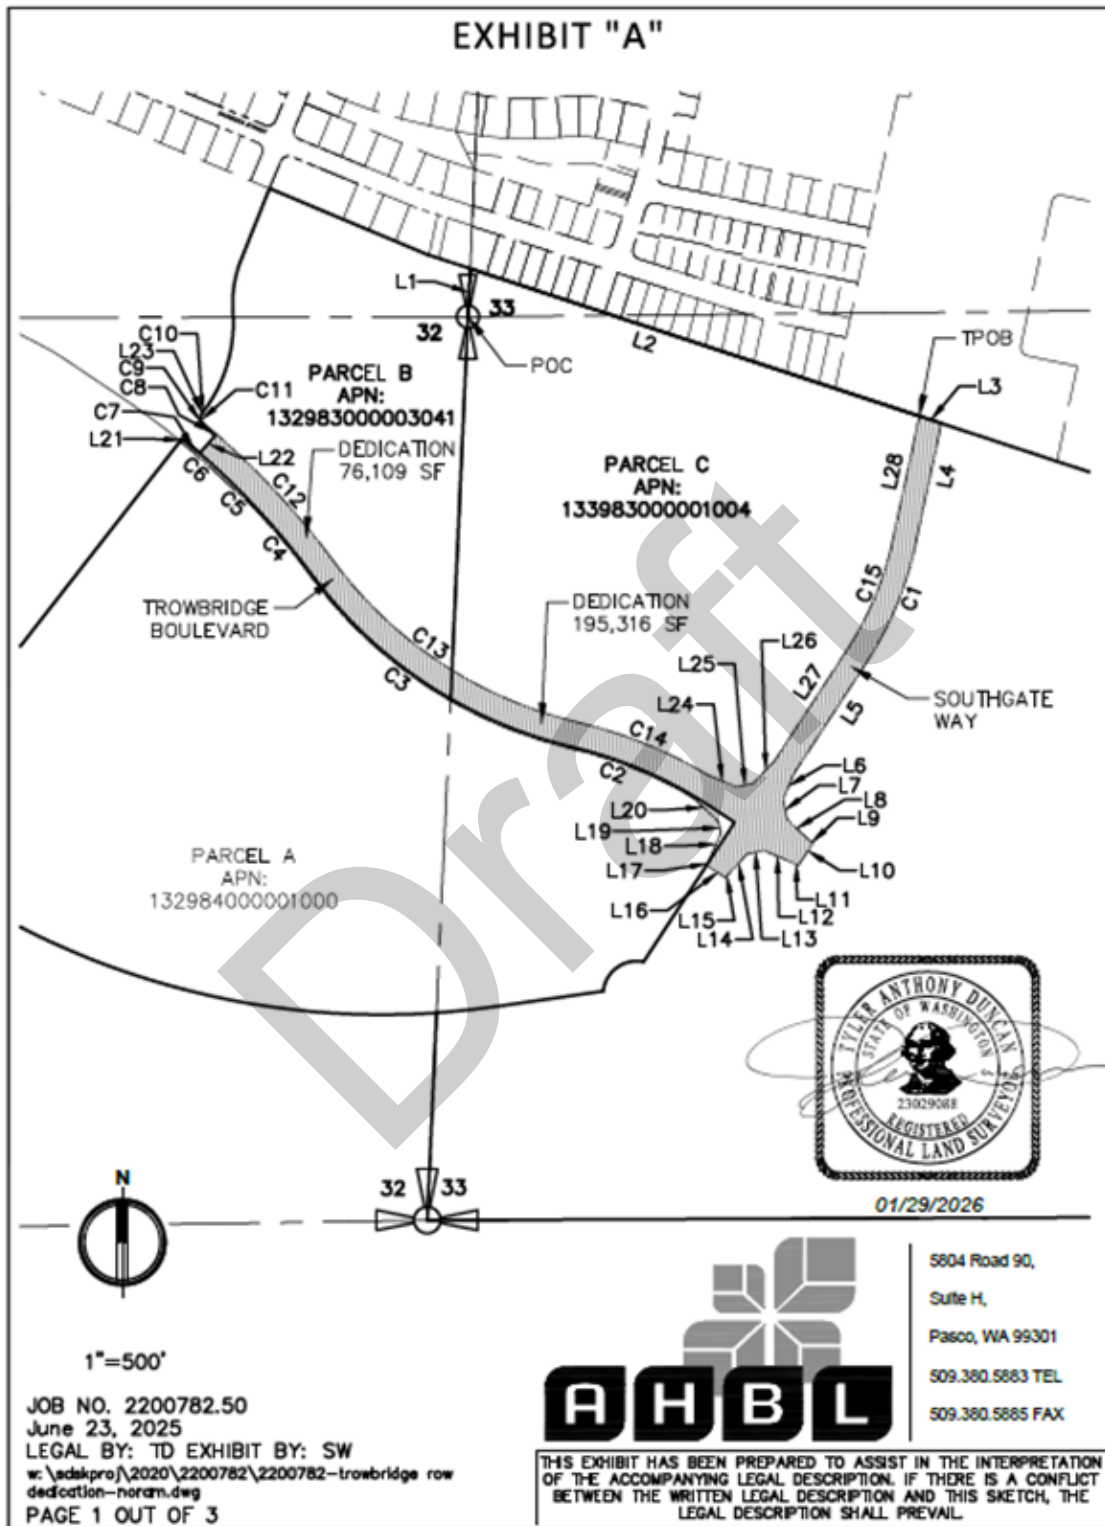 EXHIBIT "A"
L1
33
32
POC
L2
TPOB
L3
C10
L23
C9
C8
C7
L21
C6
C11
L22
PARCEL B
APN:
132983000003041
DEDICATION
76,109 SF
C12
C5
C4
PARCEL C
APN:
133983000001004
L28
L4
C15
C1
TROWBRIDGE
BOULEVARD
C13
C3
DEDICATION
195,316 SF
L26
L25
L24
L27
L5
SOUTHGATE
WAY
C14
C2
L6
L7
L8
L9
L10
L11
L12
L13
L14
L15
L16
L17
L18
L19
L20
PARCEL A
APN:
132984000001000
Draft
TYLER ANTHONY DUNCAN
STATE OF WASHINGTON
23029088
REGISTERED
PROFESSIONAL LAND SURVEYOR
01/29/2026
32 33
N
1"=500'
JOB NO. 2200782.50
June 23, 2025
LEGAL BY: TD EXHIBIT BY: SW
w:\sdskproj\2020\2200782\2200782-trowbridge row
dedication-noram.dwg
PAGE 1 OUT OF 3
AHBL
5804 Road 90,
Suite H,
Pasco, WA 99301
509.380.5883 TEL
509.380.5885 FAX
THIS EXHIBIT HAS BEEN PREPARED TO ASSIST IN THE INTERPRETATION
OF THE ACCOMPANYING LEGAL DESCRIPTION. IF THERE IS A CONFLICT
BETWEEN THE WRITTEN LEGAL DESCRIPTION AND THIS SKETCH, THE
LEGAL DESCRIPTION SHALL PREVAIL.